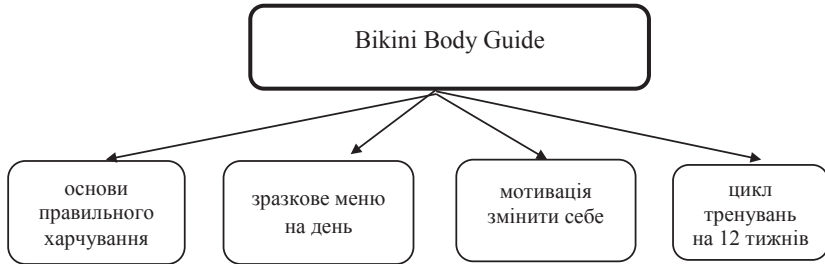 Bikini Body Guide
основи
правильного
харчування
зразкове меню
на день
мотивація
змінити себе
цикл
тренувань
на 12 тижнів